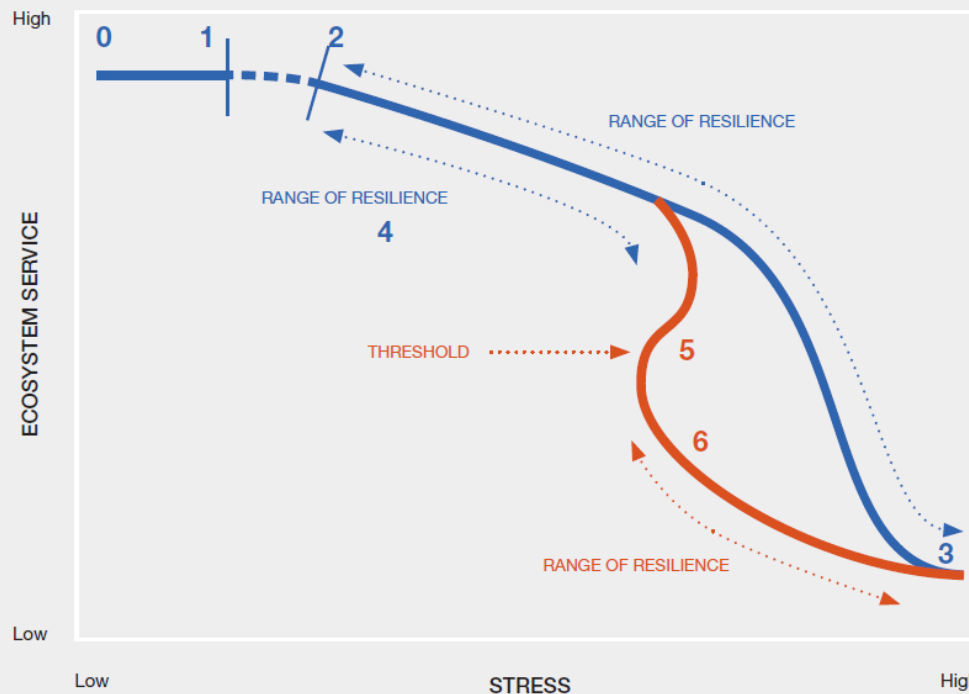 High
0
1
2
RANGE OF RESILIENCE
RANGE OF RESILIENCE
4
ECOSYSTEM SERVICE
THRESHOLD
5
6
3
RANGE OF RESILIENCE
Low
Low
STRESS
High